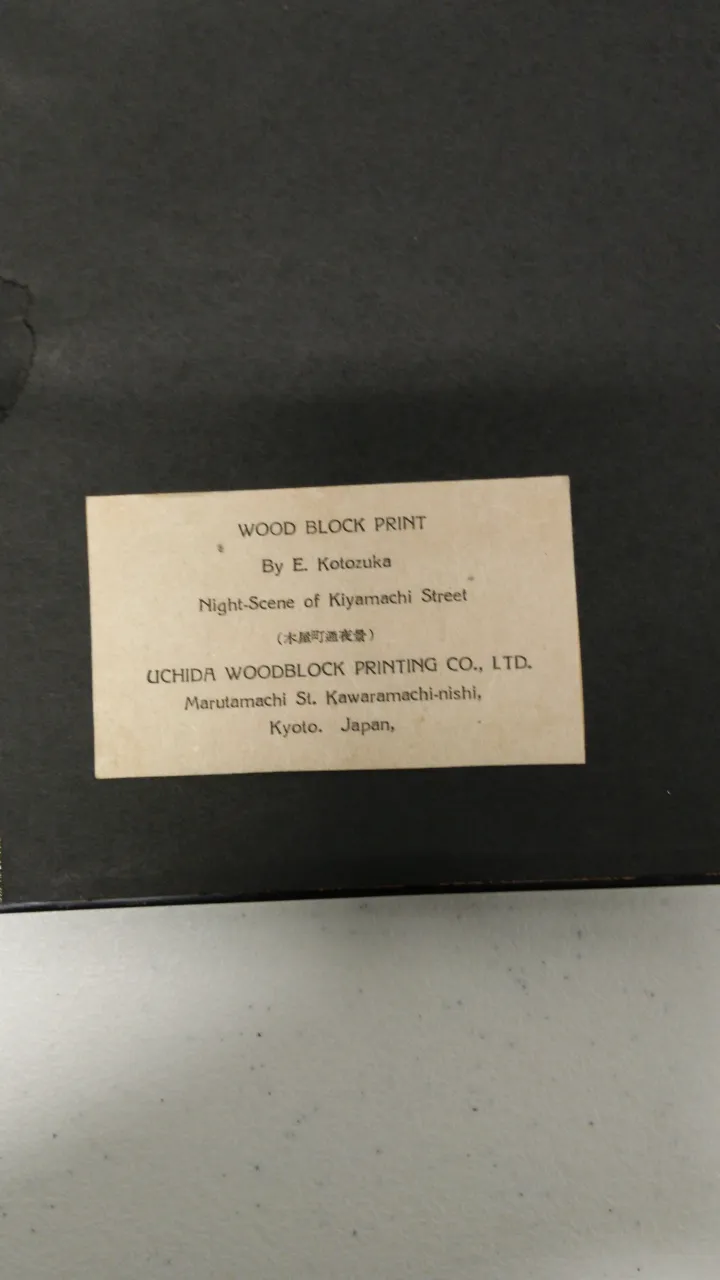 WOOD BLOCK PRINT
By E. Kotozuka
Night-Scene of Kiyamachi Street
(木屋町通夜景)
UCHIDA WOODBLOCK PRINTING CO., LTD.
Marutamachi St. Kawaramachi-nishi,
Kyoto. Japan,